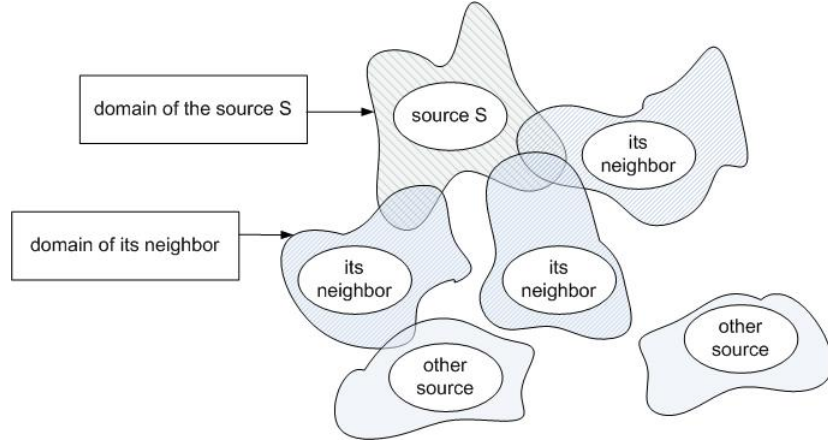 domain of the source S
source S
its
neighbor
domain of its neighbor
its
neighbor
its
neighbor
other
source
other
source